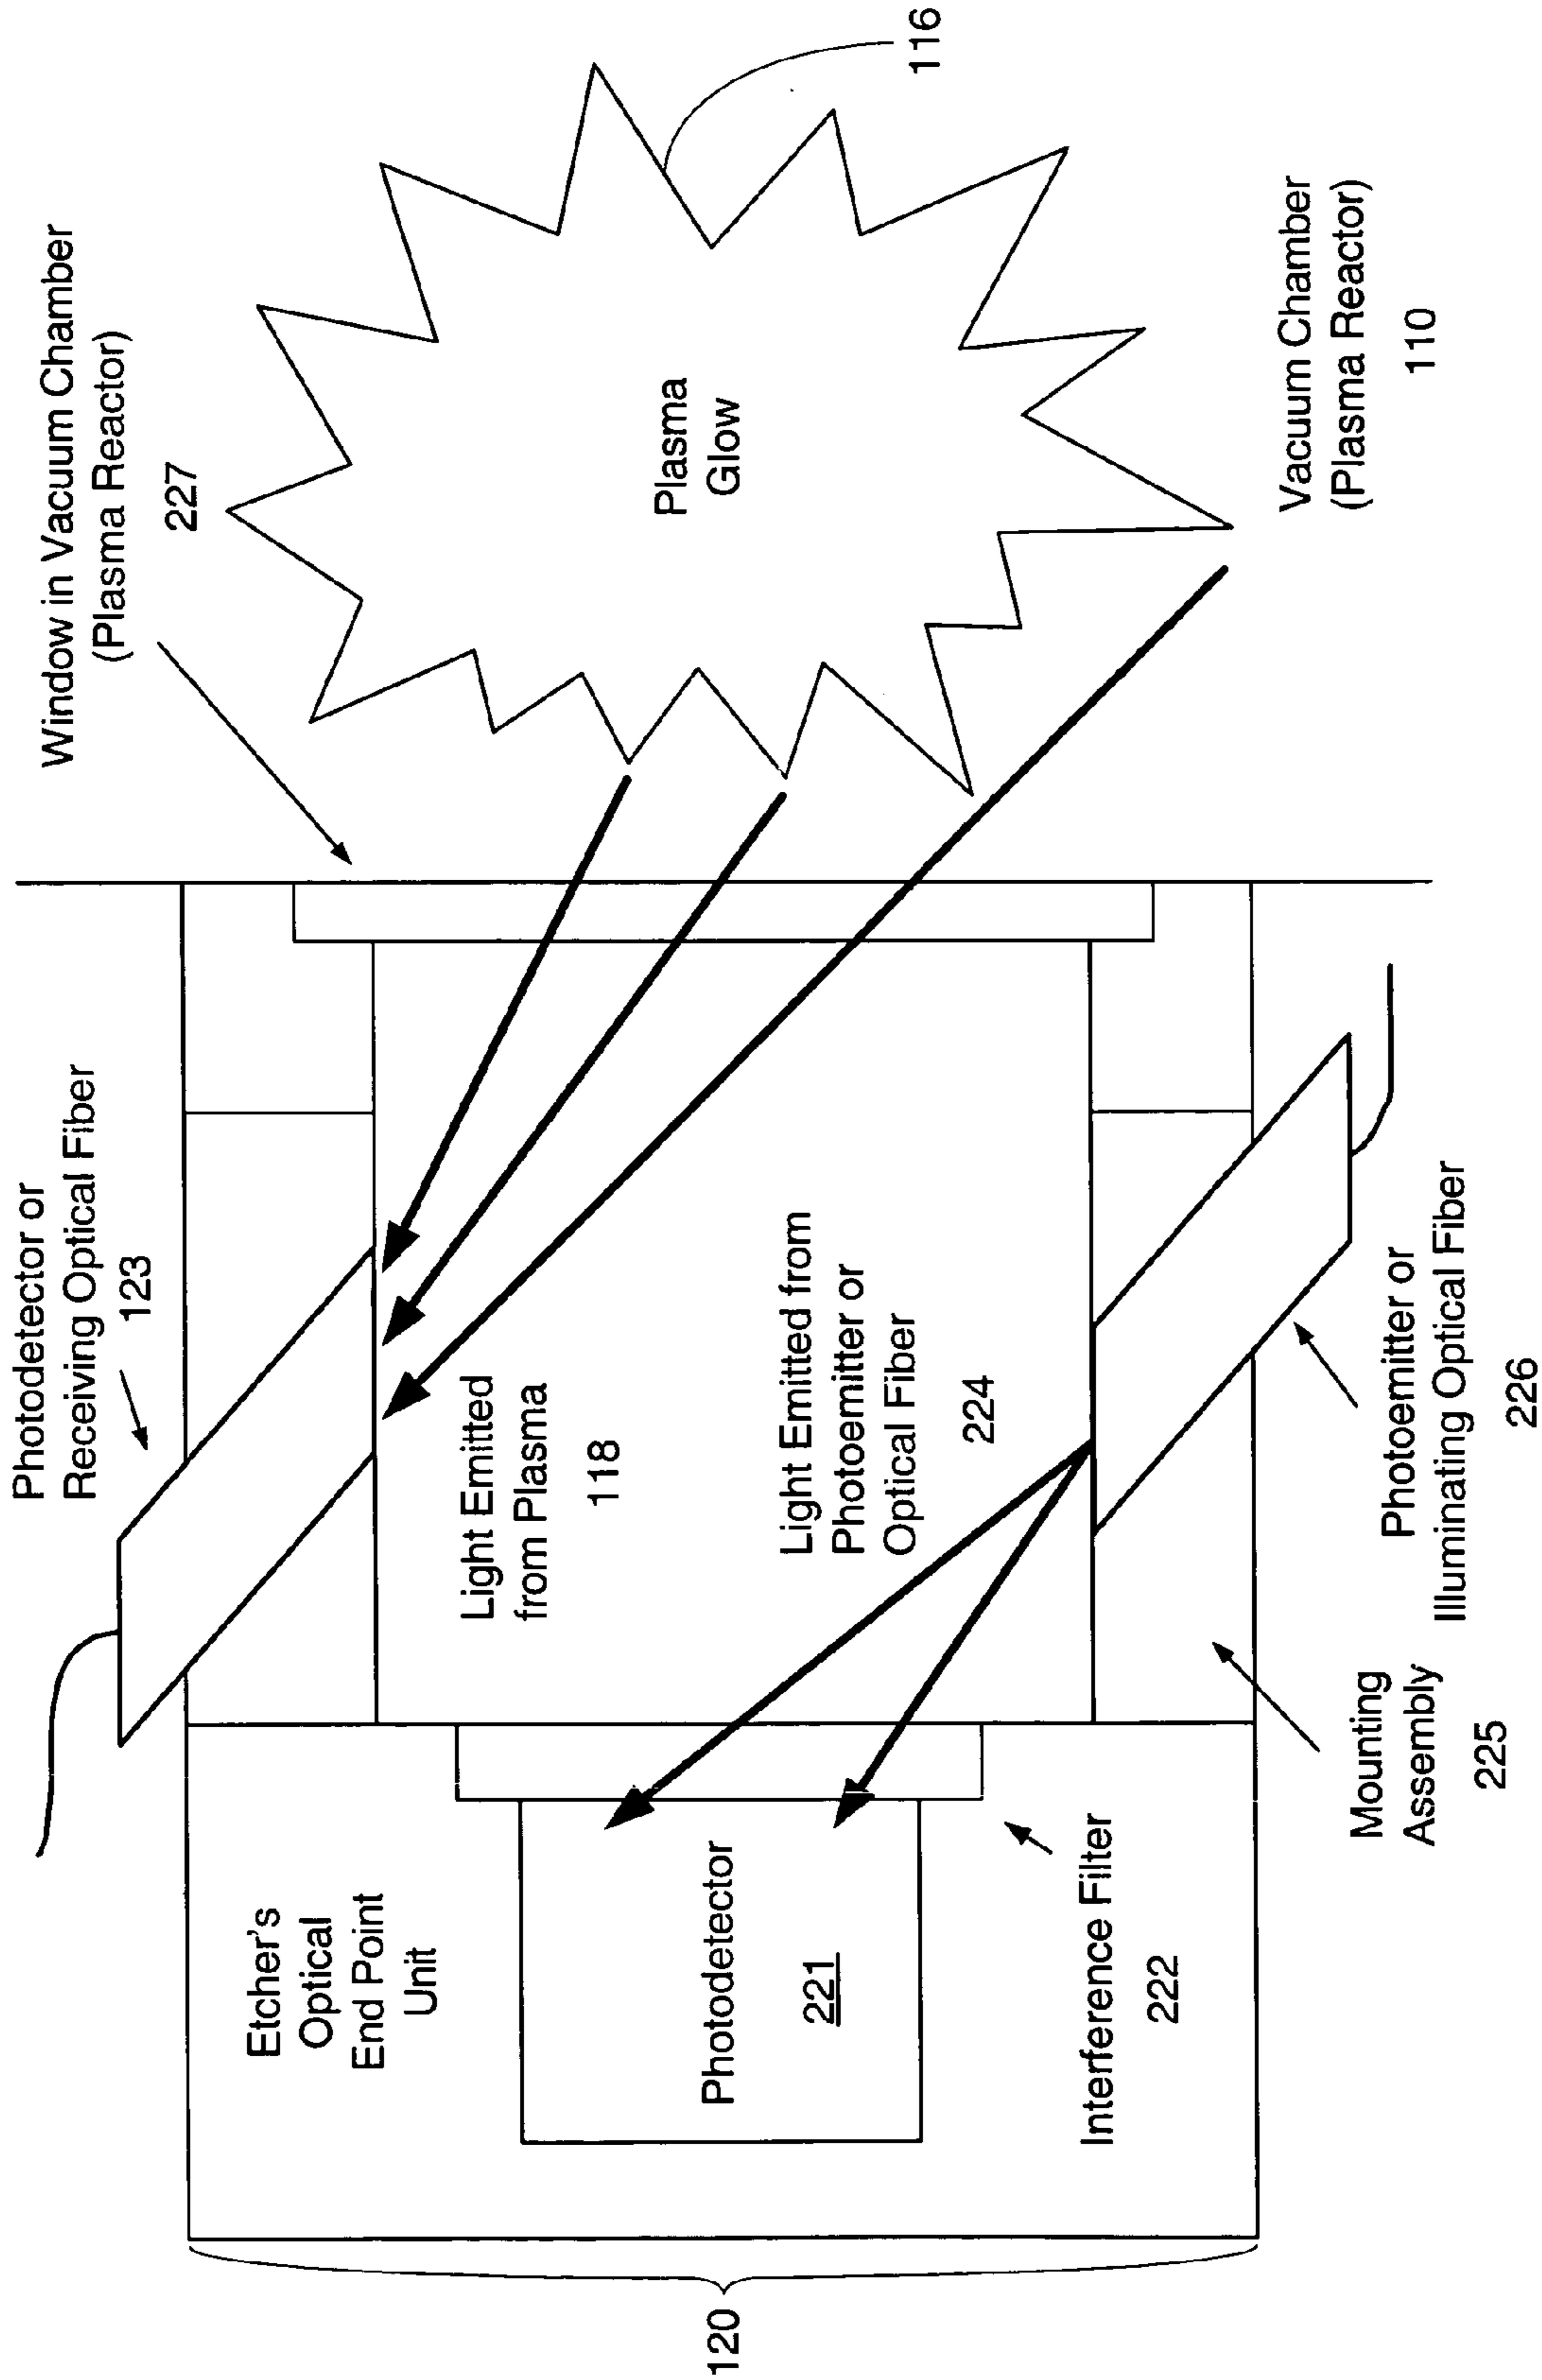 Photodetector or
Receiving Optical Fiber
123
Window in Vacuum Chamber
(Plasma Reactor)
227
Etcher's
Optical
End Point
Unit
Light Emitted
from Plasma
118
Plasma
Glow
116
120
Photodetector
221
Light Emitted from
Photoemitter or
Optical Fiber
224
Interference Filter
222
Mounting
Assembly
225
Photoemitter or
Illuminating Optical Fiber
226
Vacuum Chamber
(Plasma Reactor)
110